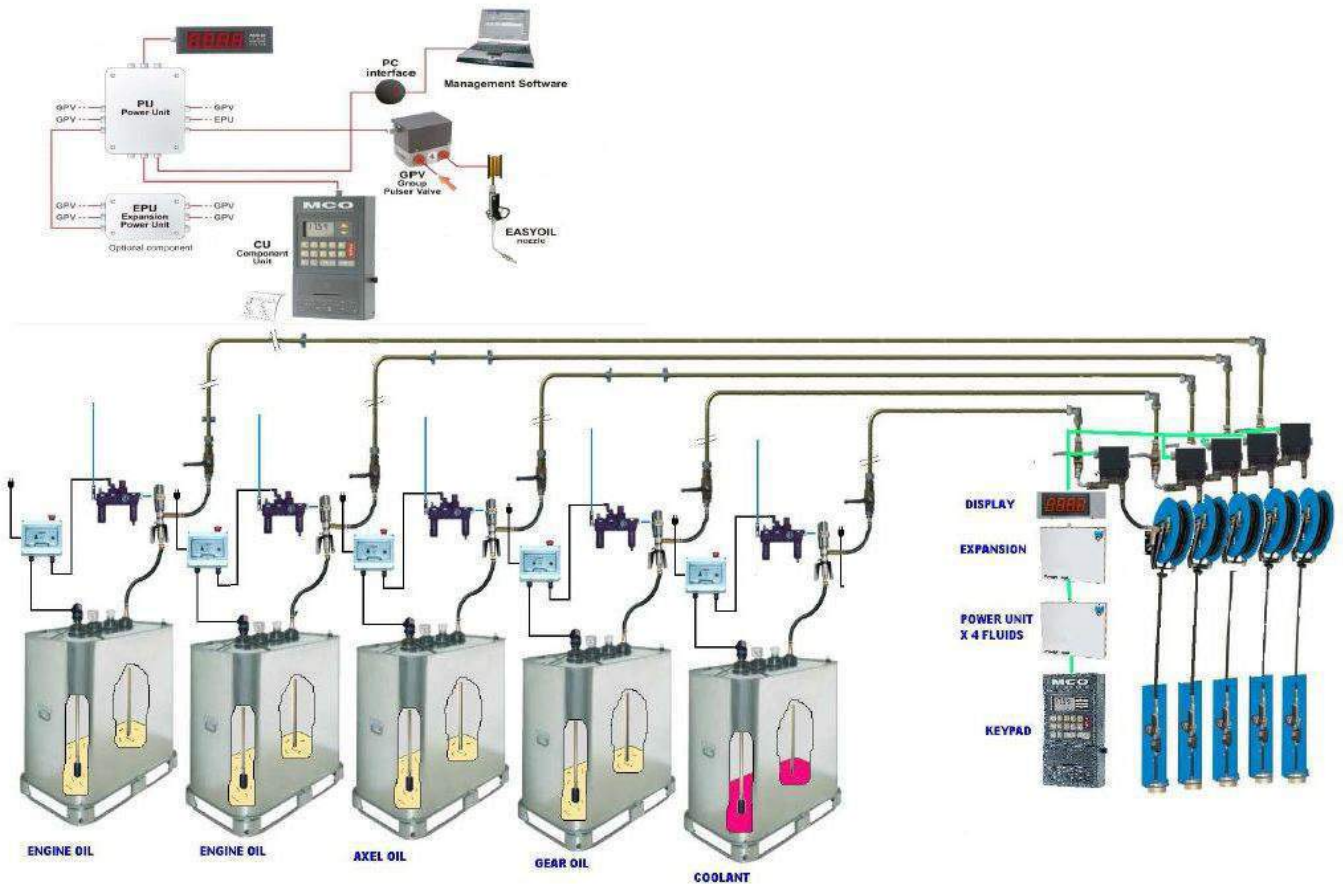 PC
interface
Management Software
PU
Power Unit
GPV
GPV
GPV
EPU
GPV
Group
Pulser Valve
EPU
Expansion
Power Unit
GPV
GPV
GPV
GPV
Optional component
MCO
CU
Component
Unit
EASYOIL
nozzle
DISPLAY
EXPANSION
POWER UNIT
X 4 FLUIDS
MCO
KEYPAD
ENGINE OIL
ENGINE OIL
AXEL OIL
GEAR OIL
COOLANT